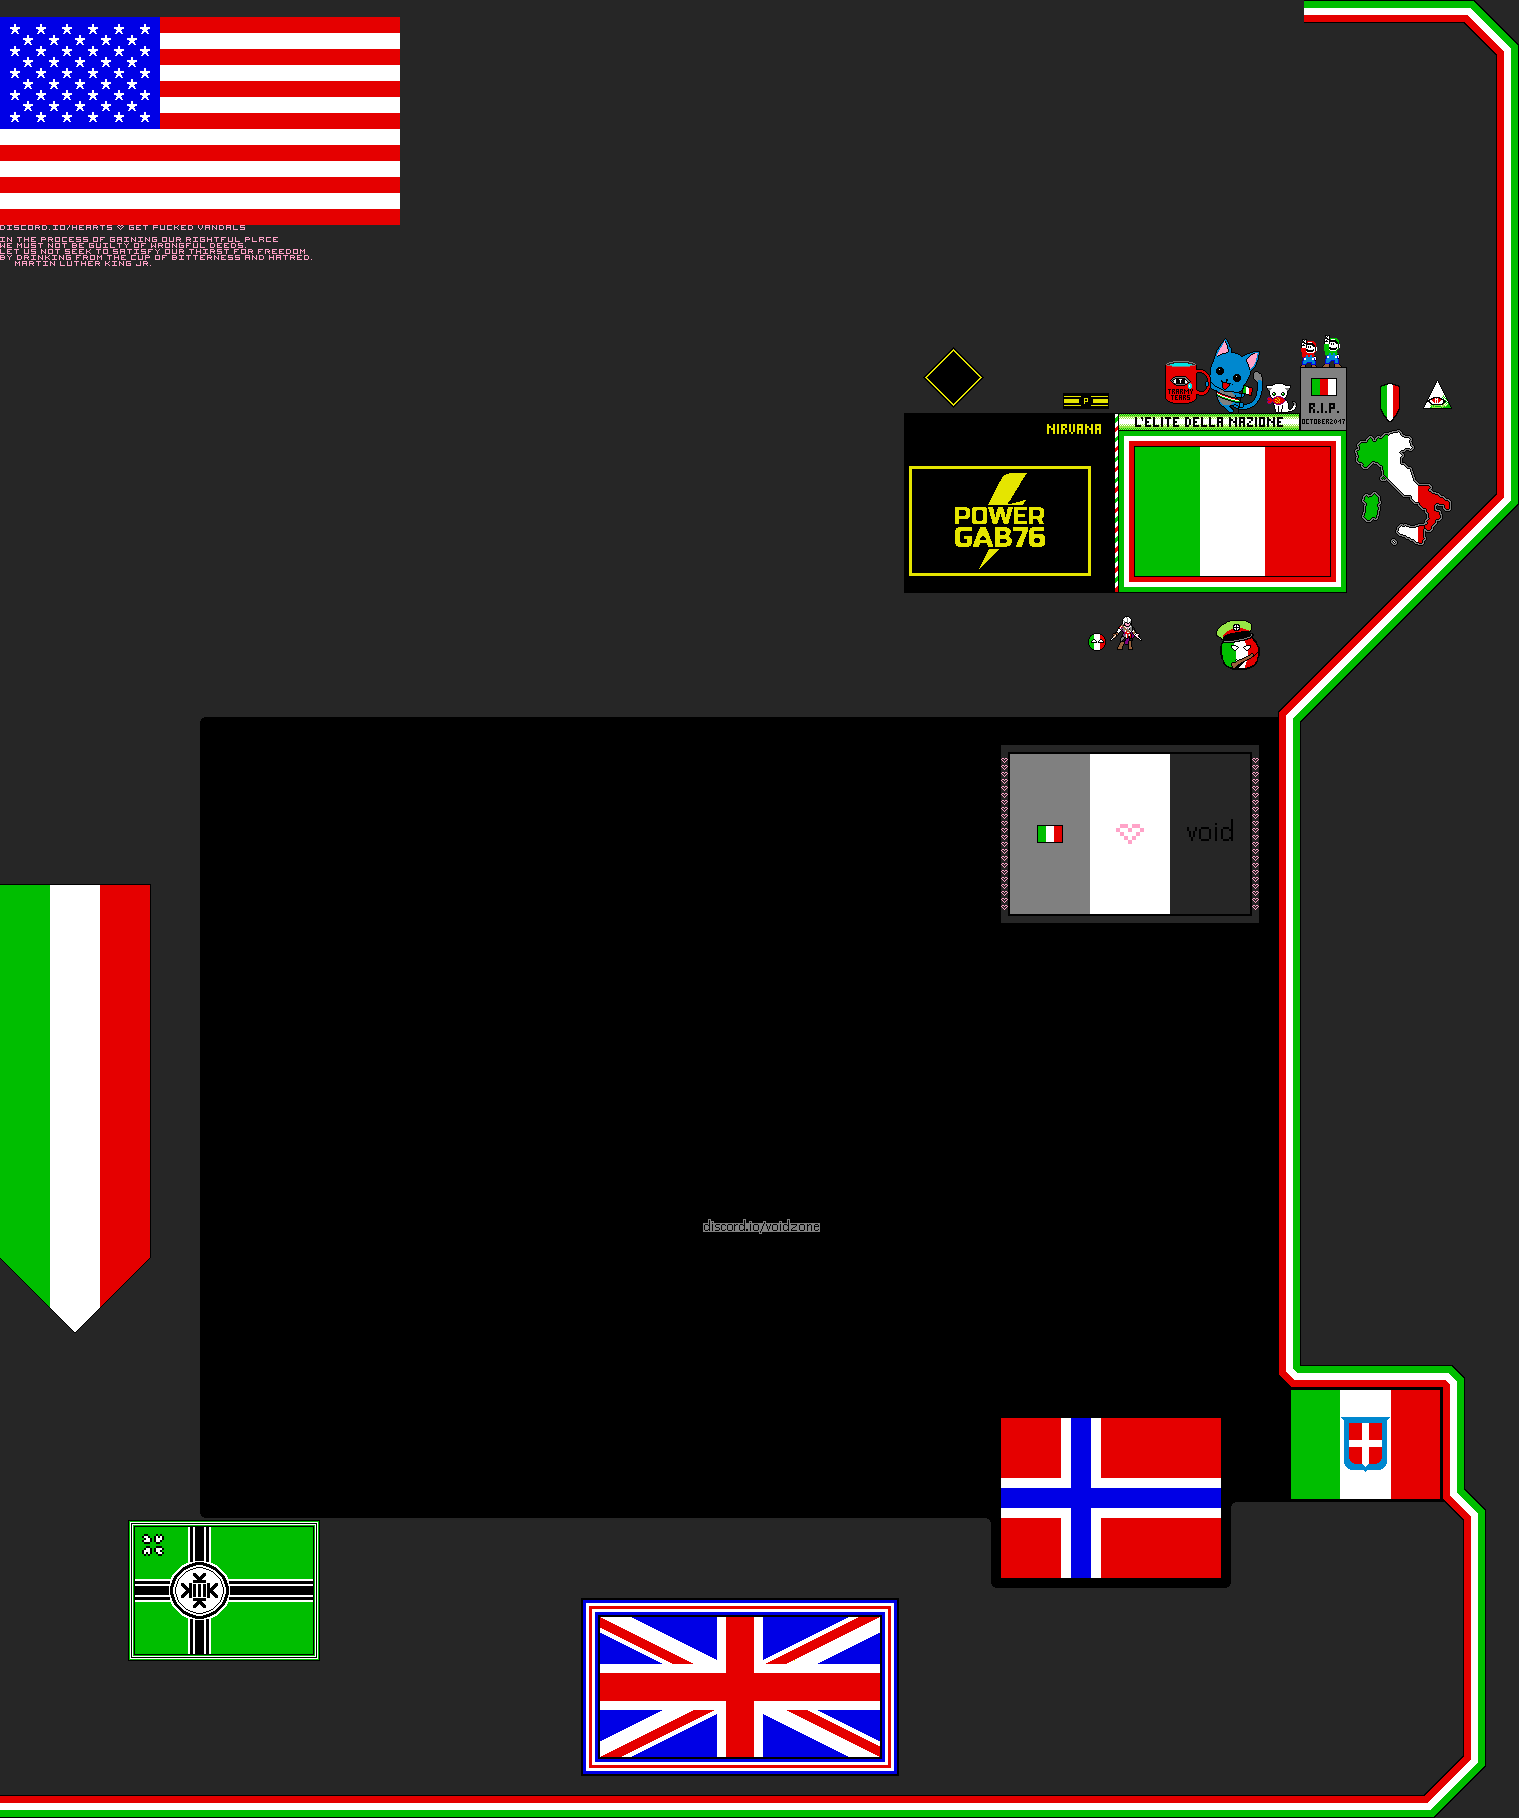 DISCORD.IO/HEARTS ♡ GET FUCKED VANDALS
IN THE PROCESS OF GAINING OUR RIGHTFUL PLACE
WE MUST NOT BE GUILTY OF WRONGFUL DEEDS.
LET US NOT SEEK TO SATISFY OUR THIRST FOR FREEDOM
BY DRINKING FROM THE CUP OF BITTERNESS AND HATRED.
MARTIN LUTHER KING JR.
P
NIRVANA
L'ELITE DELLA NAZIONE
R.I.P.
OCTOBER2017
POWER
GAB76
void
discord.io/voidzone